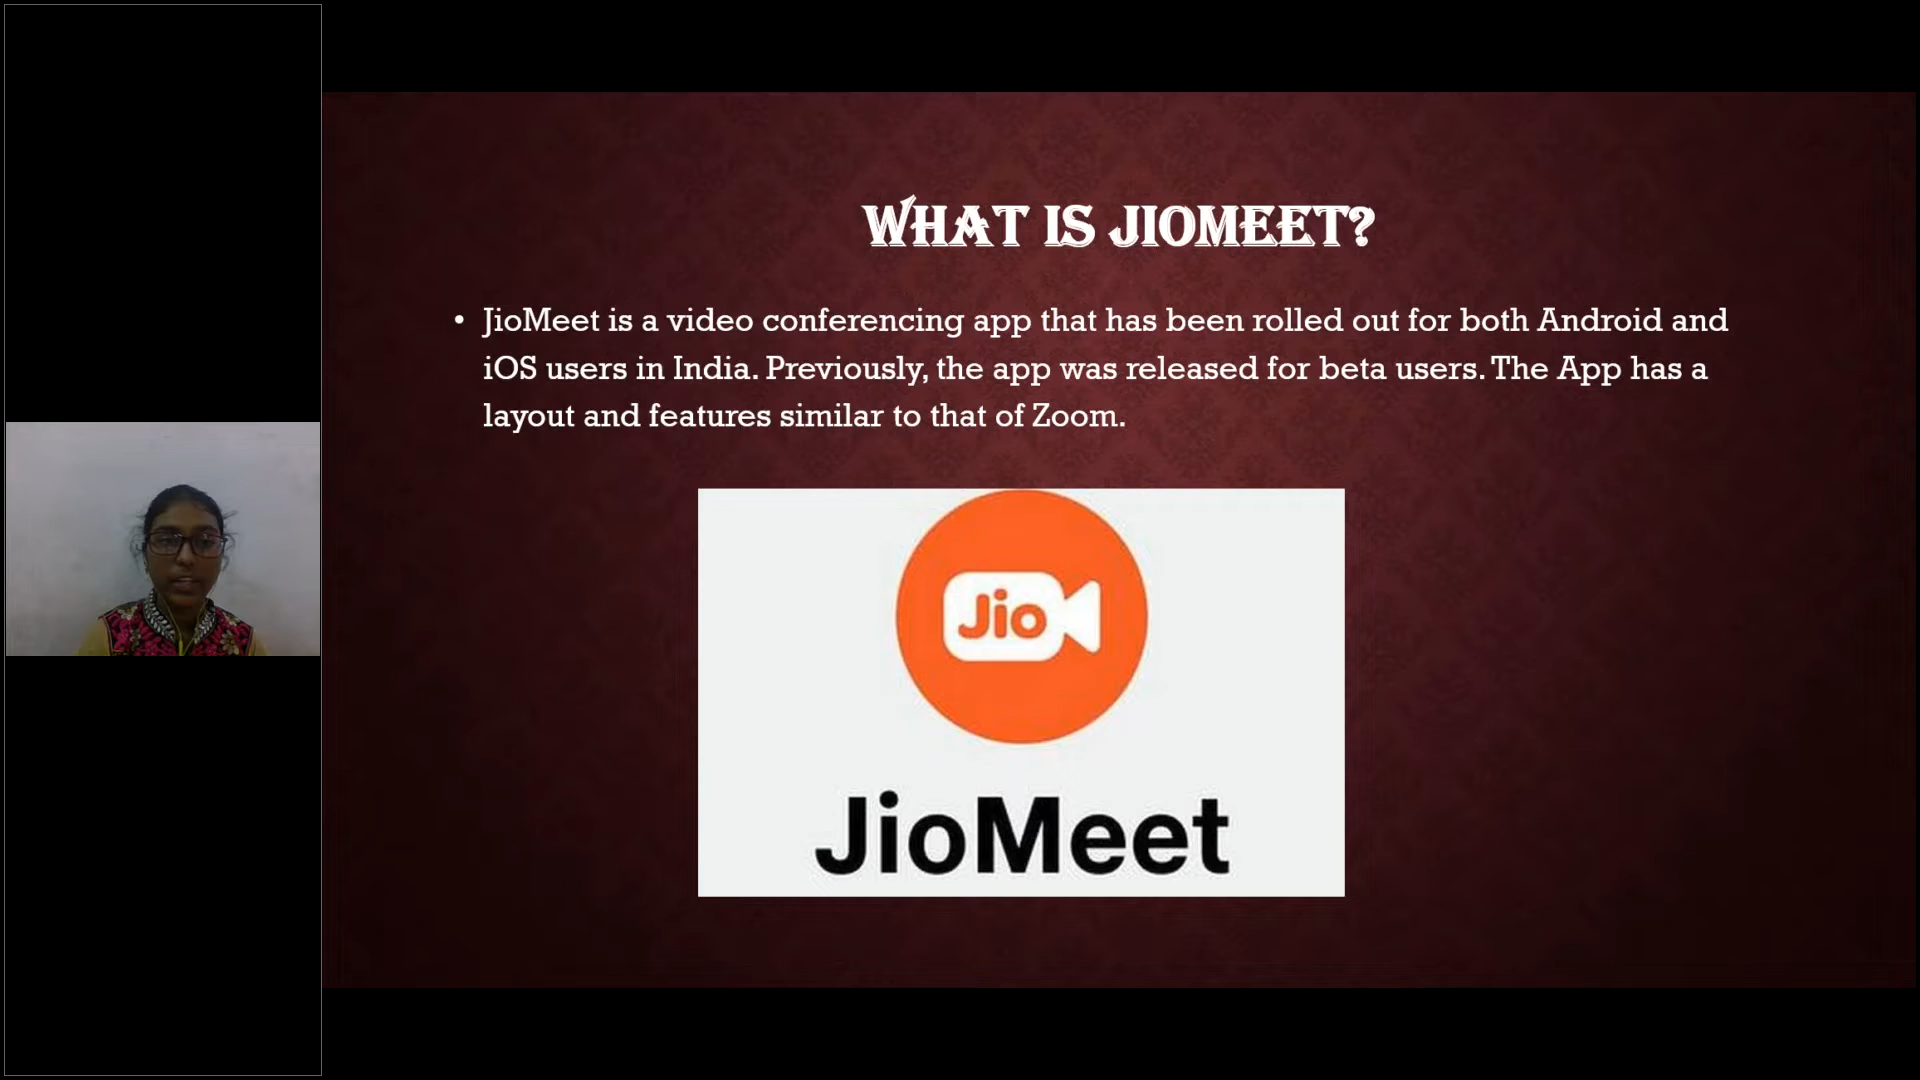 WHAT IS JIOMEET?
• JioMeet is a video conferencing app that has been rolled out for both Android and
iOS users in India. Previously, the app was released for beta users. The App has a
layout and features similar to that of Zoom.
Jio
JioMeet